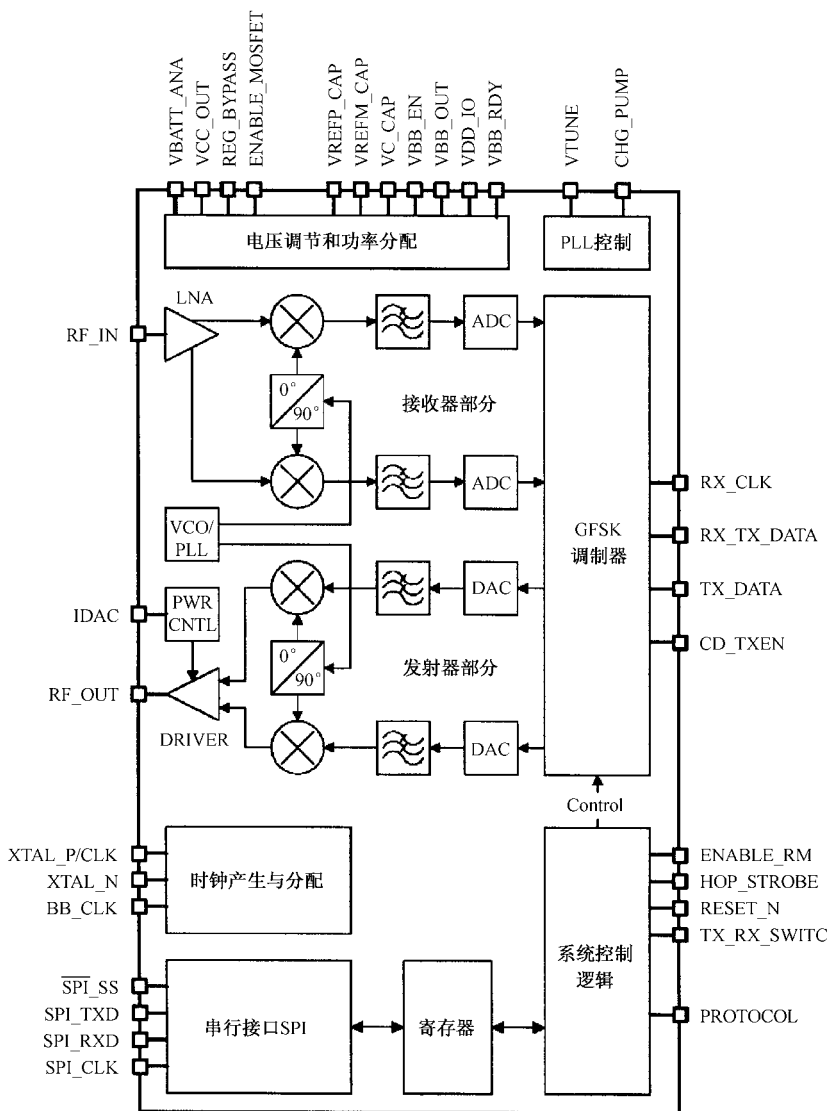 VBATT_ANA
VCC_OUT
REG_BYPASS
ENABLE_MOSFET
VREFP_CAP
VREFM_CAP
VC_CAP
VBB_EN
VBB_OUT
VDD_IO
VBB_RDY
VTUNE
CHG_PUMP
电压调节和功率分配
PLL控制
LNA
RF_IN
ADC
0°
90°
接收器部分
ADC
RX_CLK
VCO/
PLL
GFSK
调制器
RX_TX_DATA
IDAC
PWR
CNTL
DAC
TX_DATA
CD_TXEN
0°
90°
发射器部分
RF_OUT
DRIVER
DAC
Control
XTAL_P/CLK
XTAL_N
BB_CLK
时钟产生与分配
ENABLE_RM
HOP_STROBE
RESET_N
TX_RX_SWITC
系统控制
逻辑
SPI_SS
SPI_TXD
SPI_RXD
SPI_CLK
串行接口SPI
寄存器
PROTOCOL